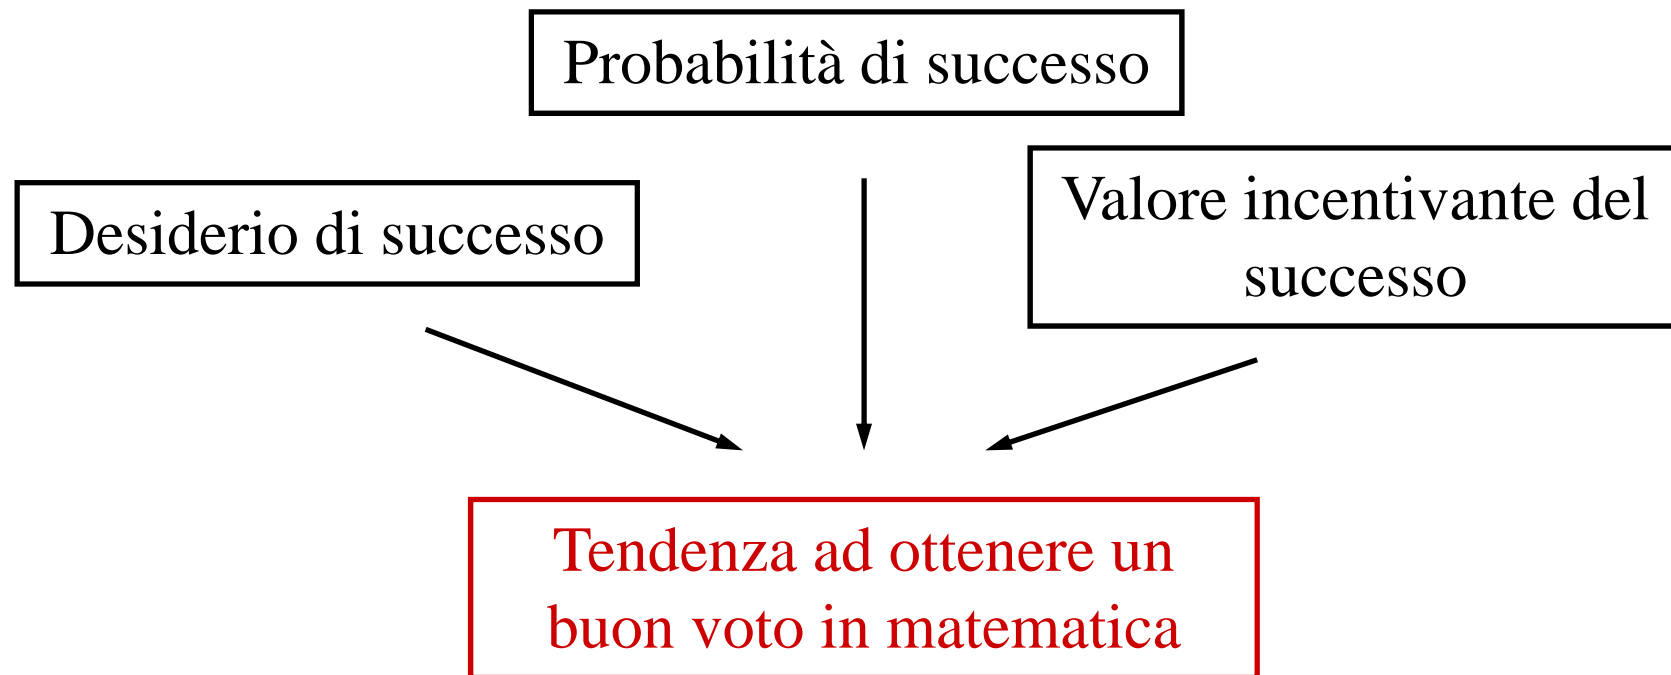 Probabilità di successo
Desiderio di successo
Valore incentivante del
successo
Tendenza ad ottenere un
buon voto in matematica